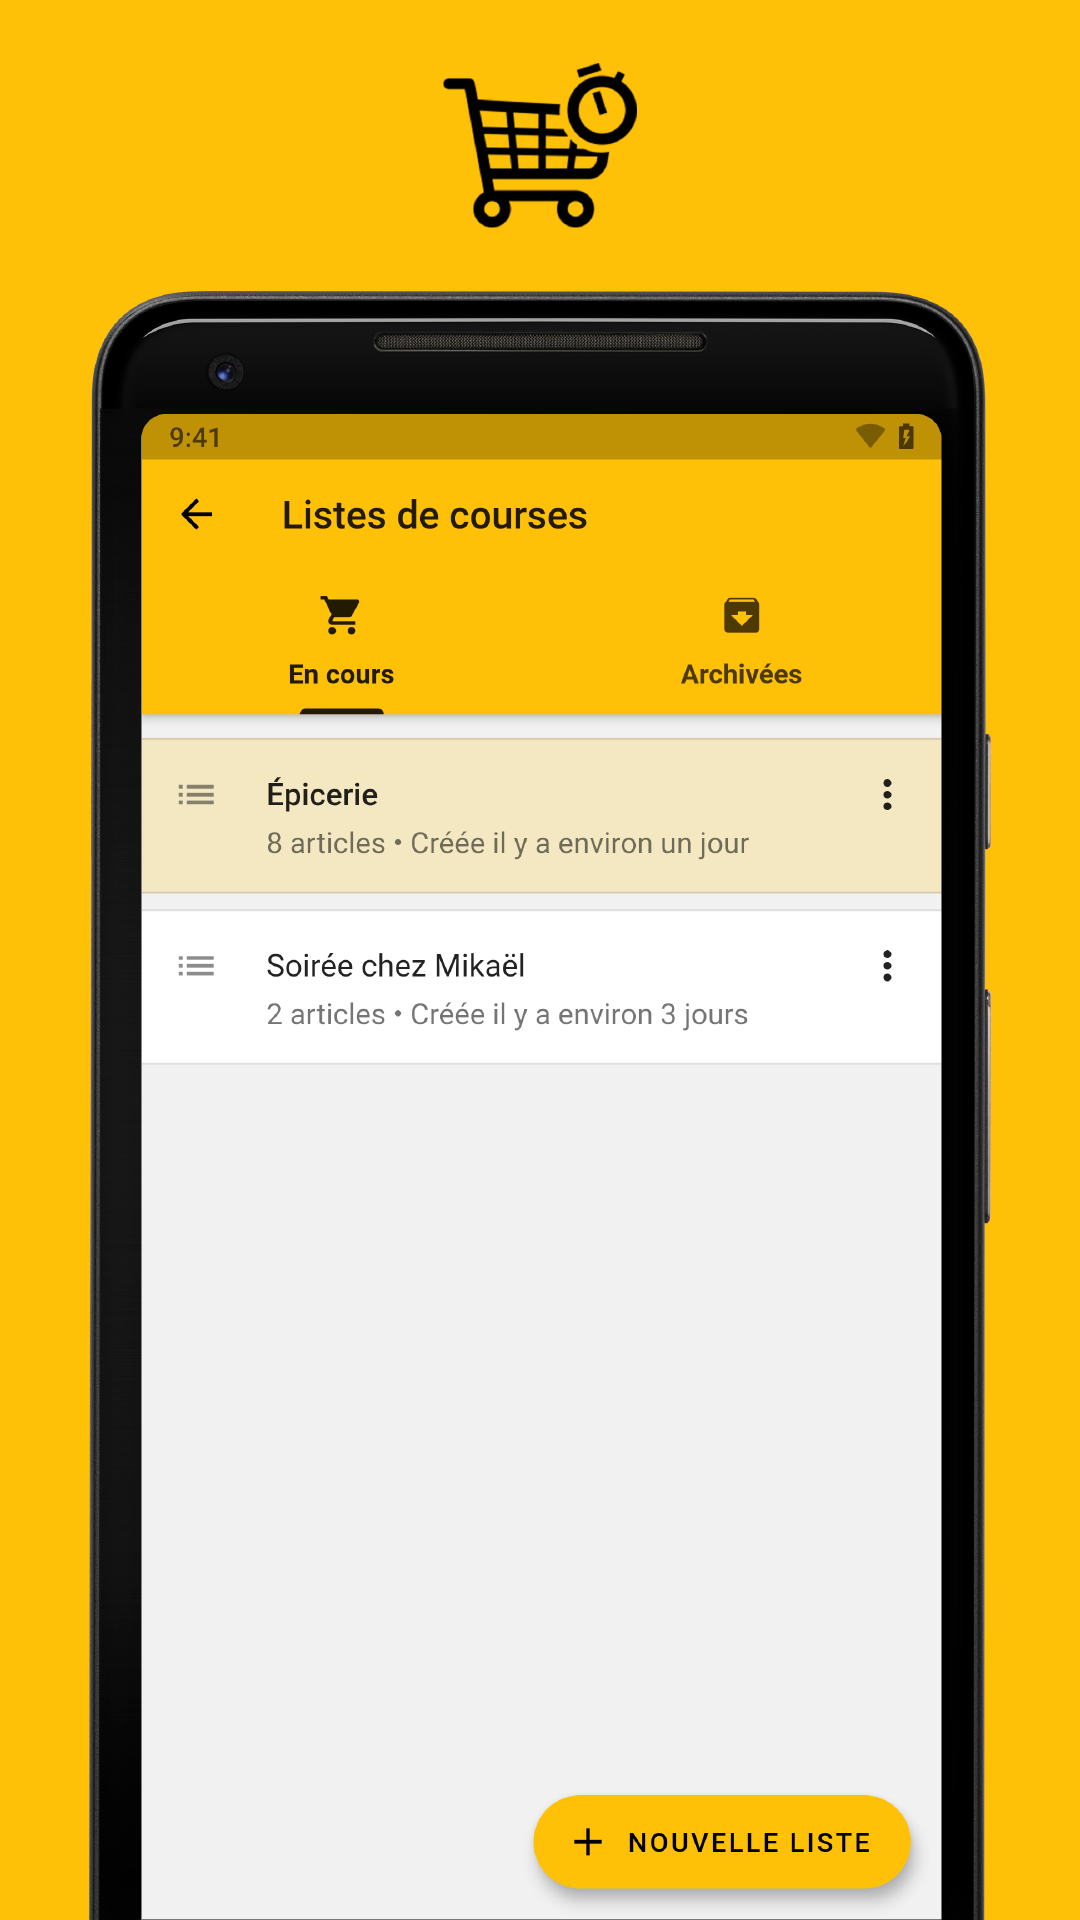 9:41
Listes de courses
En cours
Archivées
Épicerie
8 articles • Créée il y a environ un jour
Soirée chez Mikaël
2 articles • Créée il y a environ 3 jours
NOUVELLE LISTE